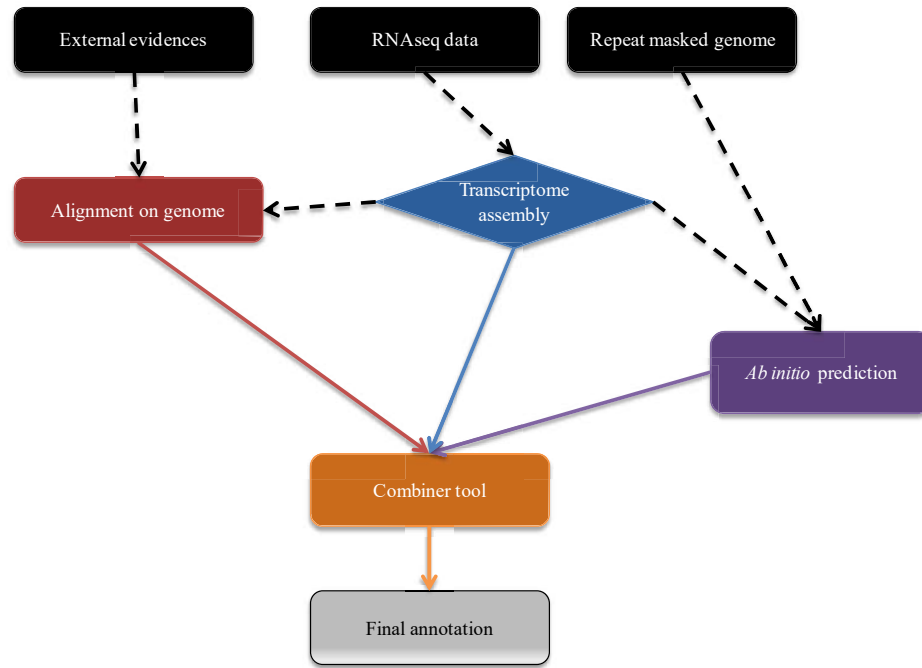 External evidences
RNAseq data
Repeat masked genome
Alignment on genome
Transcriptome
assembly
Ab initio prediction
Combiner tool
Final annotation